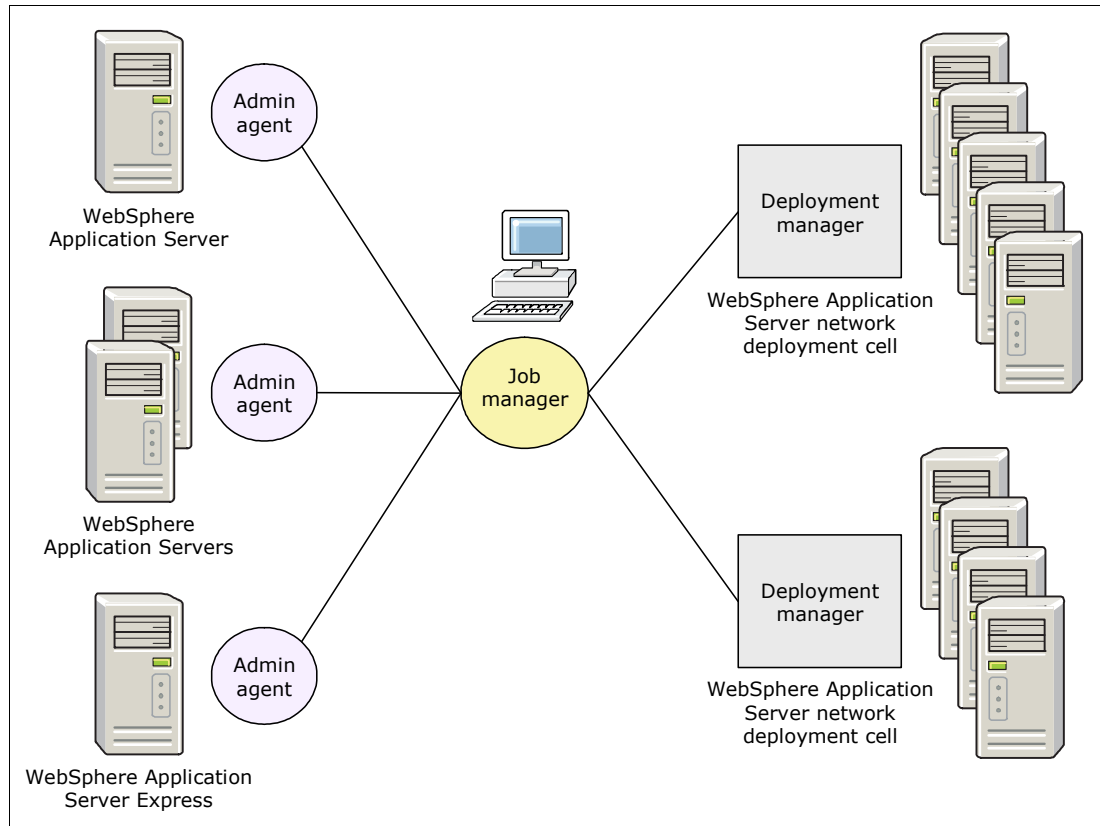 Admin
agent
WebSphere
Application Server
Admin
agent
WebSphere
Application Servers
Admin
agent
WebSphere Application
Server Express
Job
manager
Deployment
manager
WebSphere Application
Server network
deployment cell
Deployment
manager
WebSphere Application
Server network
deployment cell